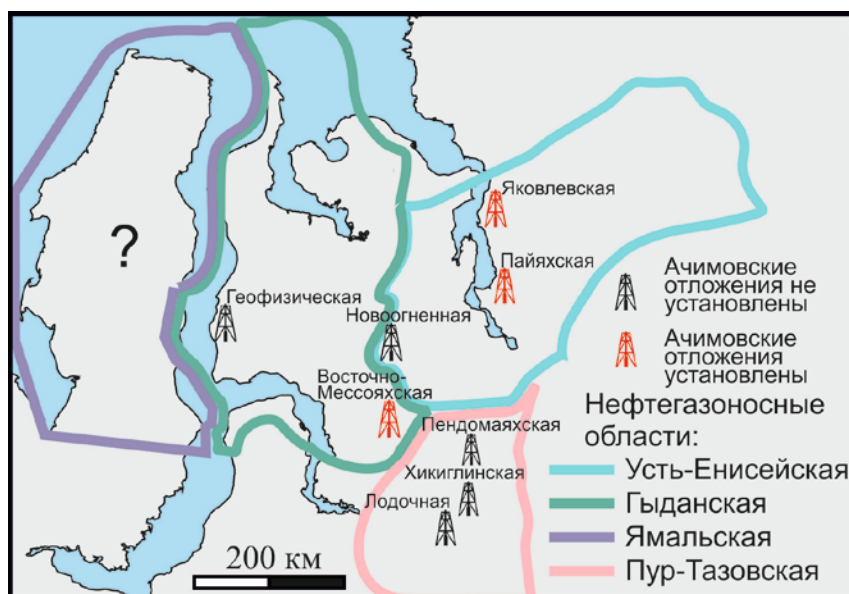 Яковлевская
?
Пайяхская
Ачимовские
отложения не
установлены
Геофизическая
Новоогненная
Ачимовские
отложения
установлены
Восточно-
Мессояхская
Нефтегазоносные
области:
Пендомаяхская
Усть-Енисейская
Хикиглинская
Гыданская
Лодочная
Ямальская
200 км
Пур-Тазовская